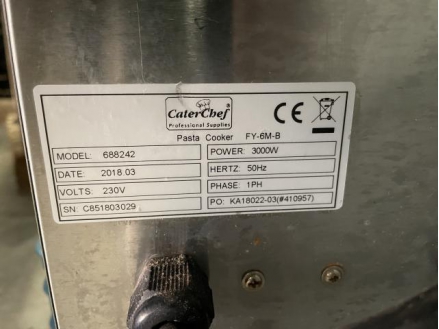 CaterChef®
Professional Supplies
CE
Pasta Cooker FY-6M-B
MODEL: 688242
POWER: 3000W
DATE: 2018.03
HERTZ: 50Hz
VOLTS: 230V
PHASE: 1PH
SN: C851803029
PO: KA18022-03(#410957)